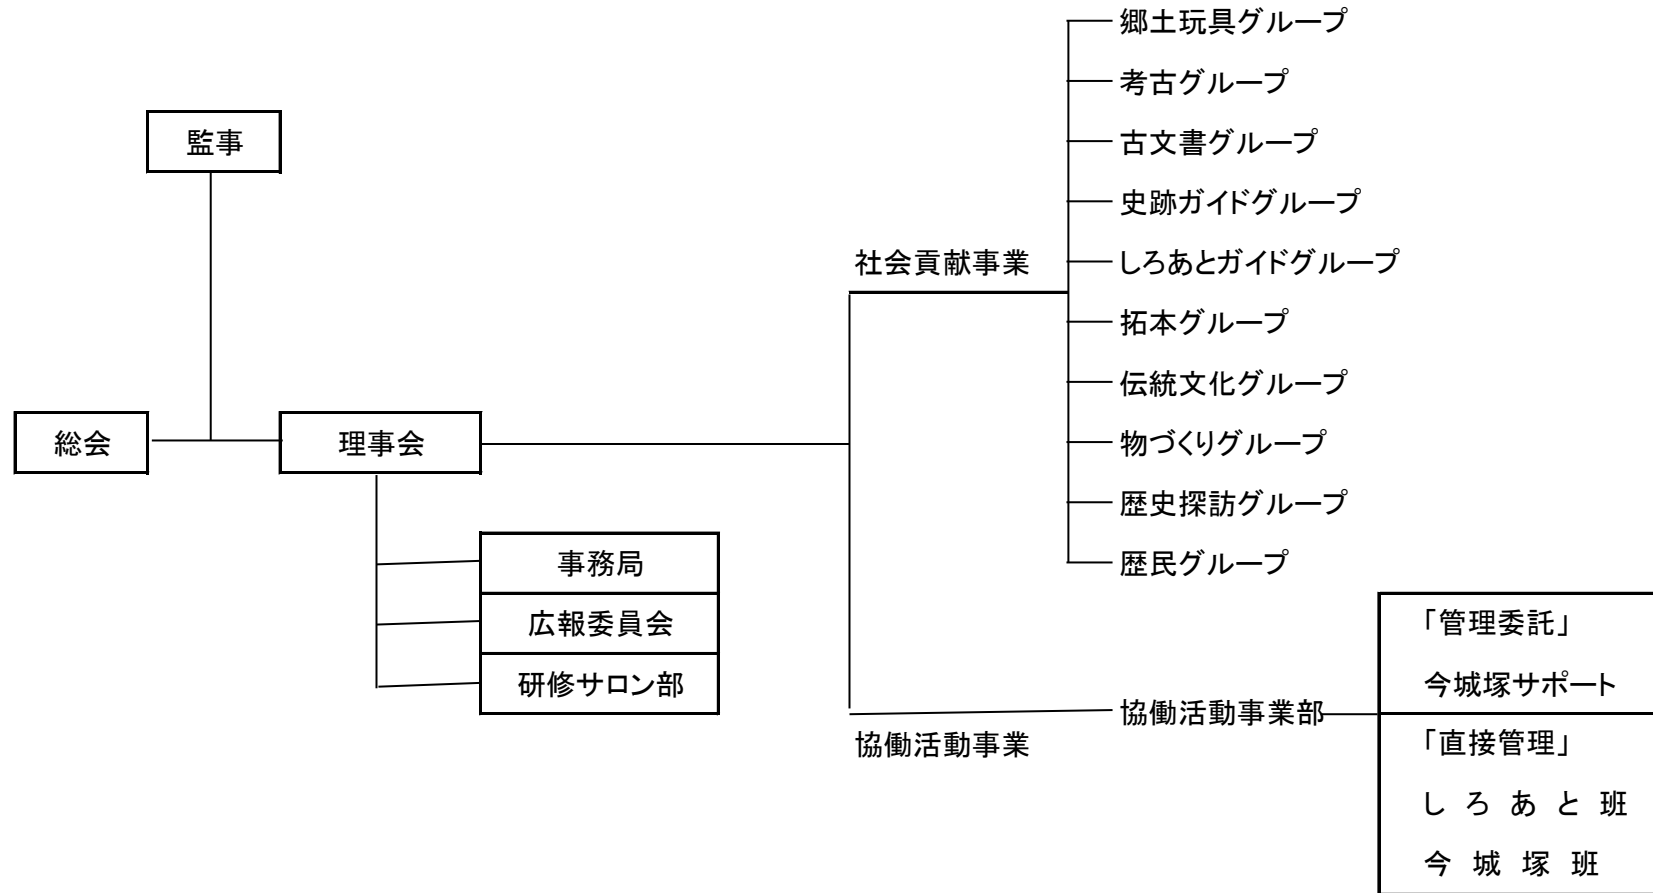 郷土玩具グループ
考古グループ
監事
古文書グループ
史跡ガイドグループ
社会貢献事業
しろあとガイドグループ
拓本グループ
伝統文化グループ
総会
理事会
物づくりグループ
歴史探訪グループ
事務局
歴民グループ
広報委員会
「管理委託」
研修サロン部
今城塚サポート
協働活動事業部
協働活動事業
「直接管理」
しろあと班
今城塚班